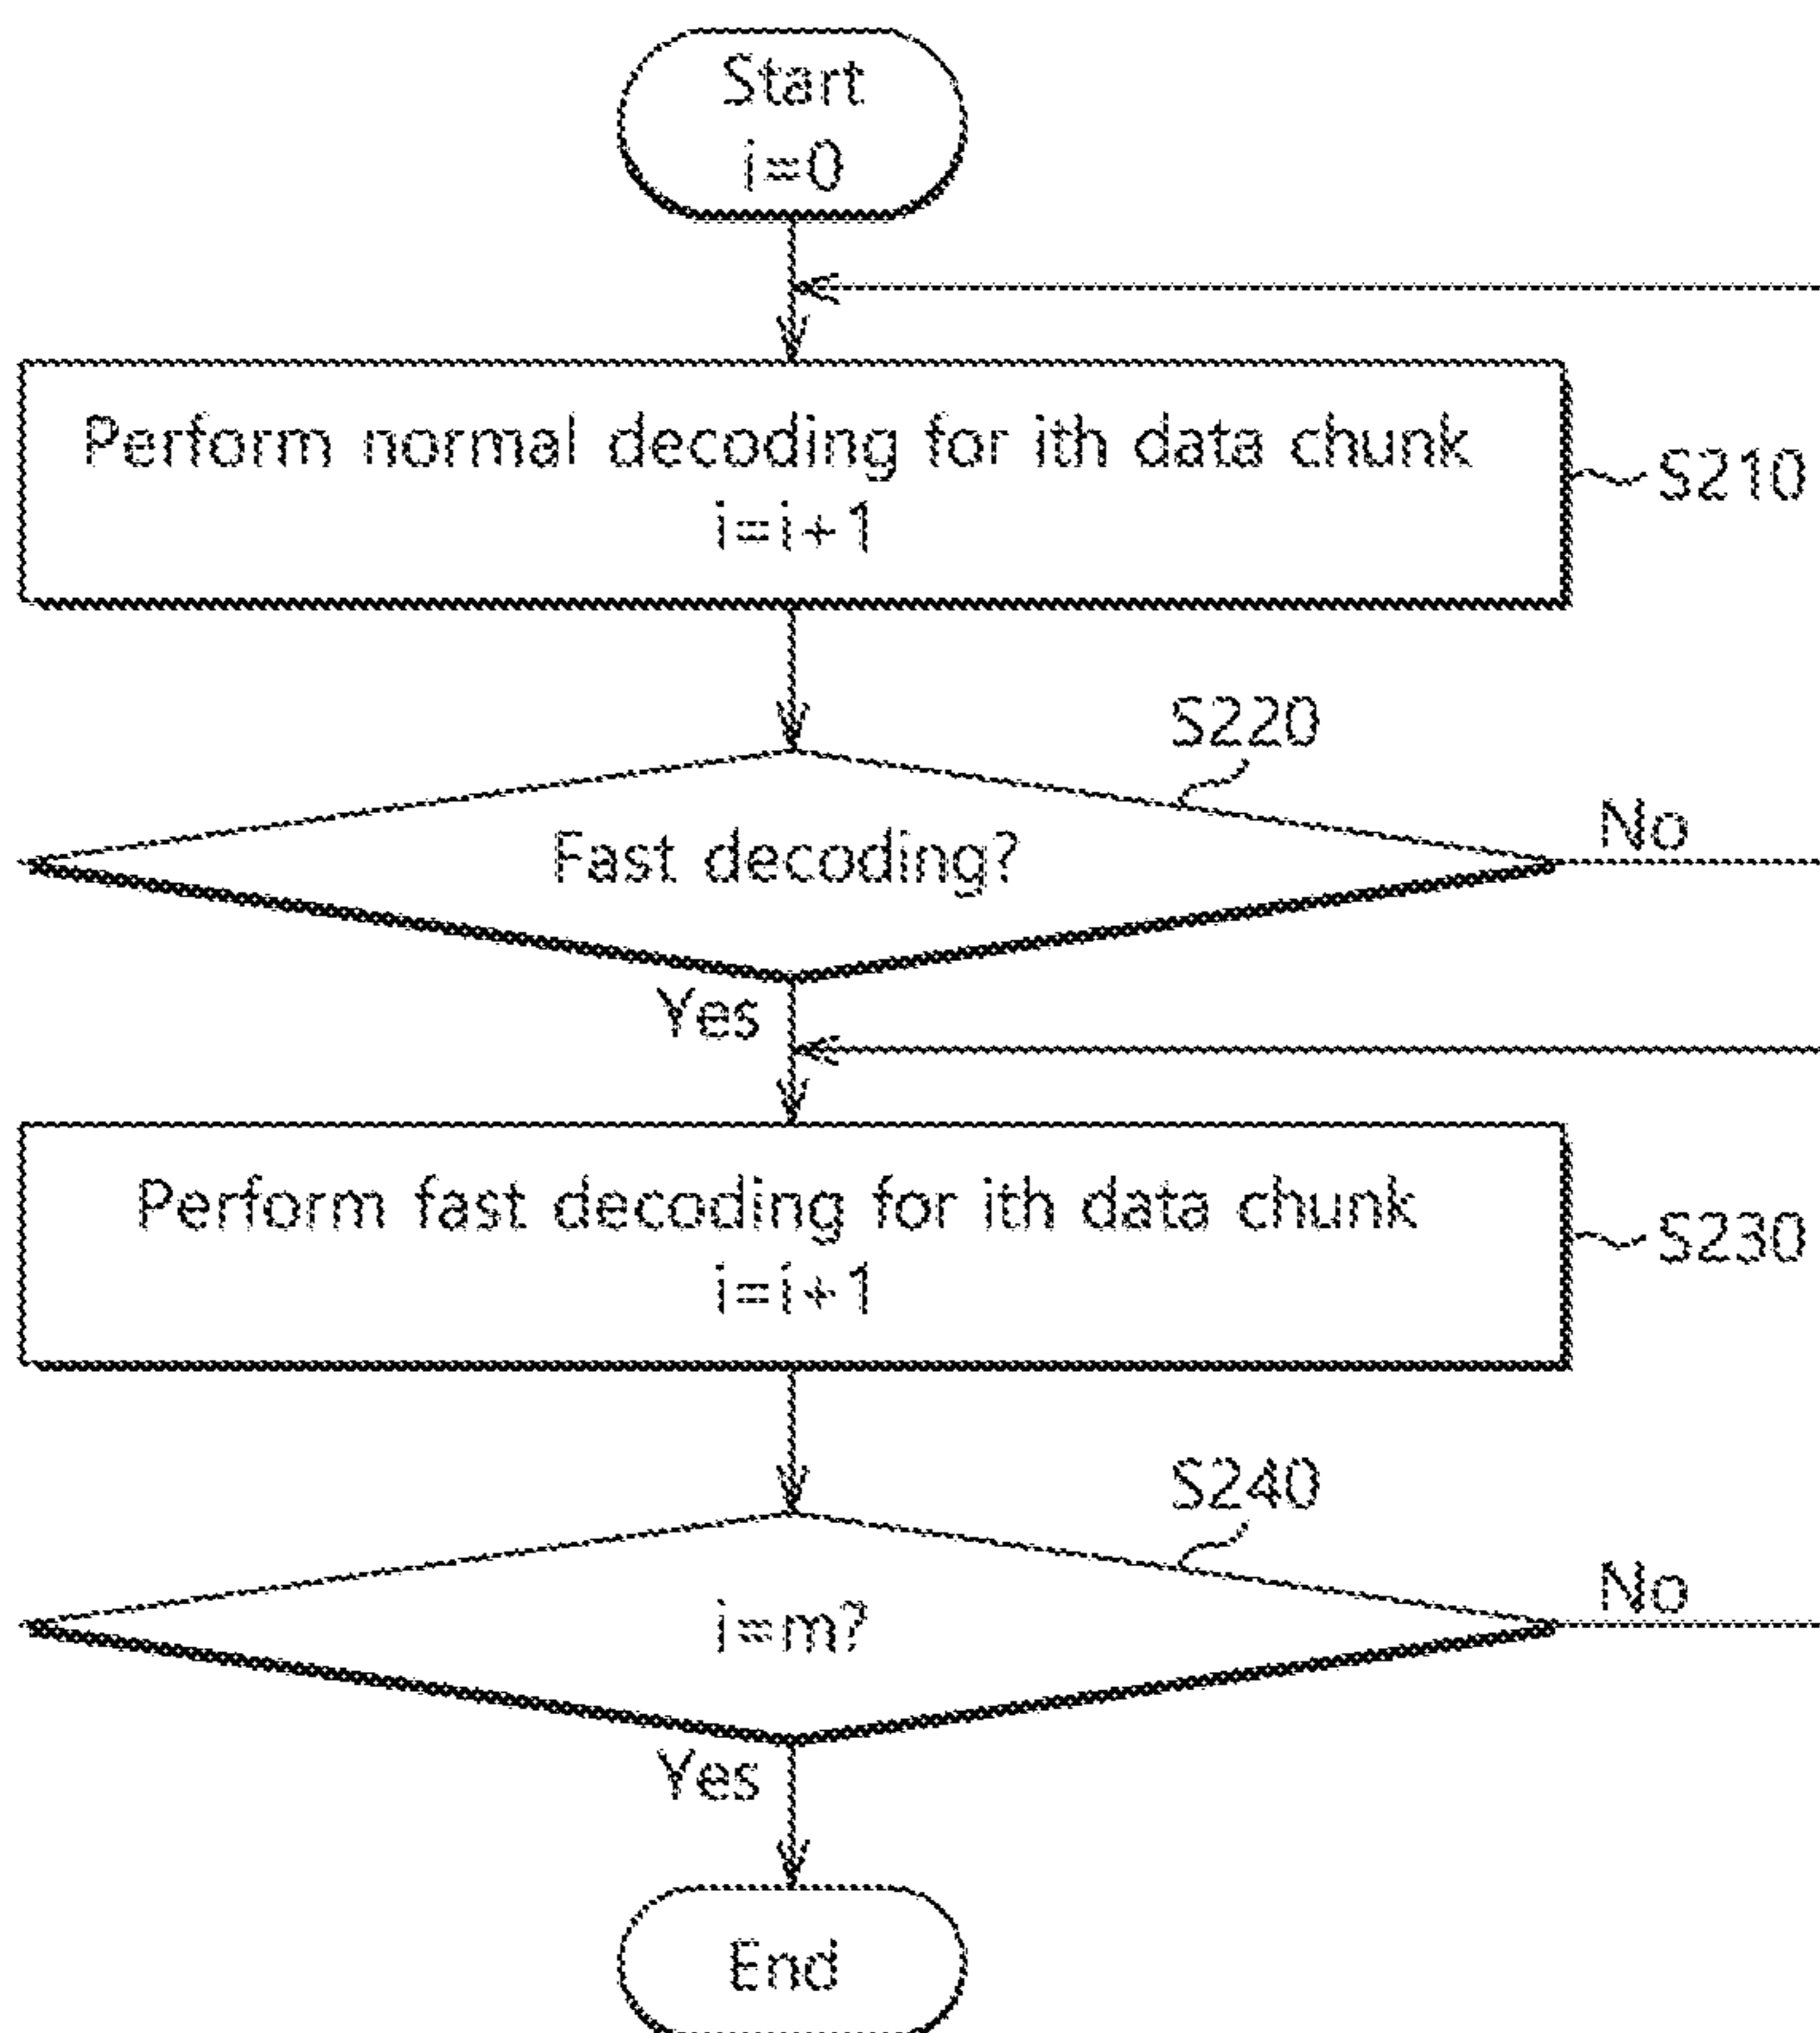 Start
i=0
Perform normal decoding for ith data chunk
i=i+1
S210
S220
Fast decoding?
No
Yes
Perform fast decoding for ith data chunk
i=i+1
S230
S240
i=m?
No
Yes
End